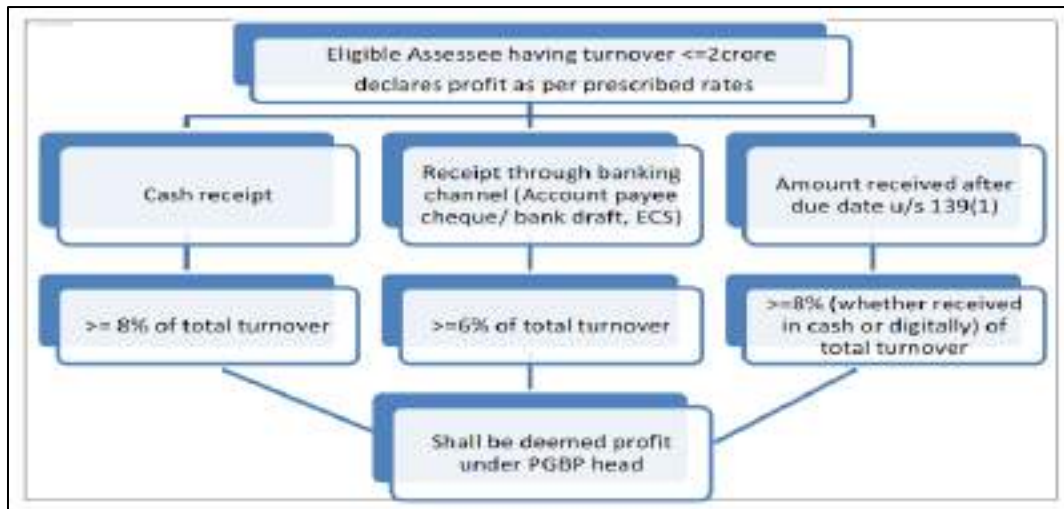 Eligible Assessee having turnover <=2crore
declares profit as per prescribed rates
Cash receipt
Receipt through banking
channel (Account payee
cheque/ bank draft, ECS)
Amount received after
due date u/s 139(1)
>= 8% of total turnover
>=6% of total turnover
>=8% (whether received
in cash or digitally) of
total turnover
Shall be deemed profit
under PGBP head